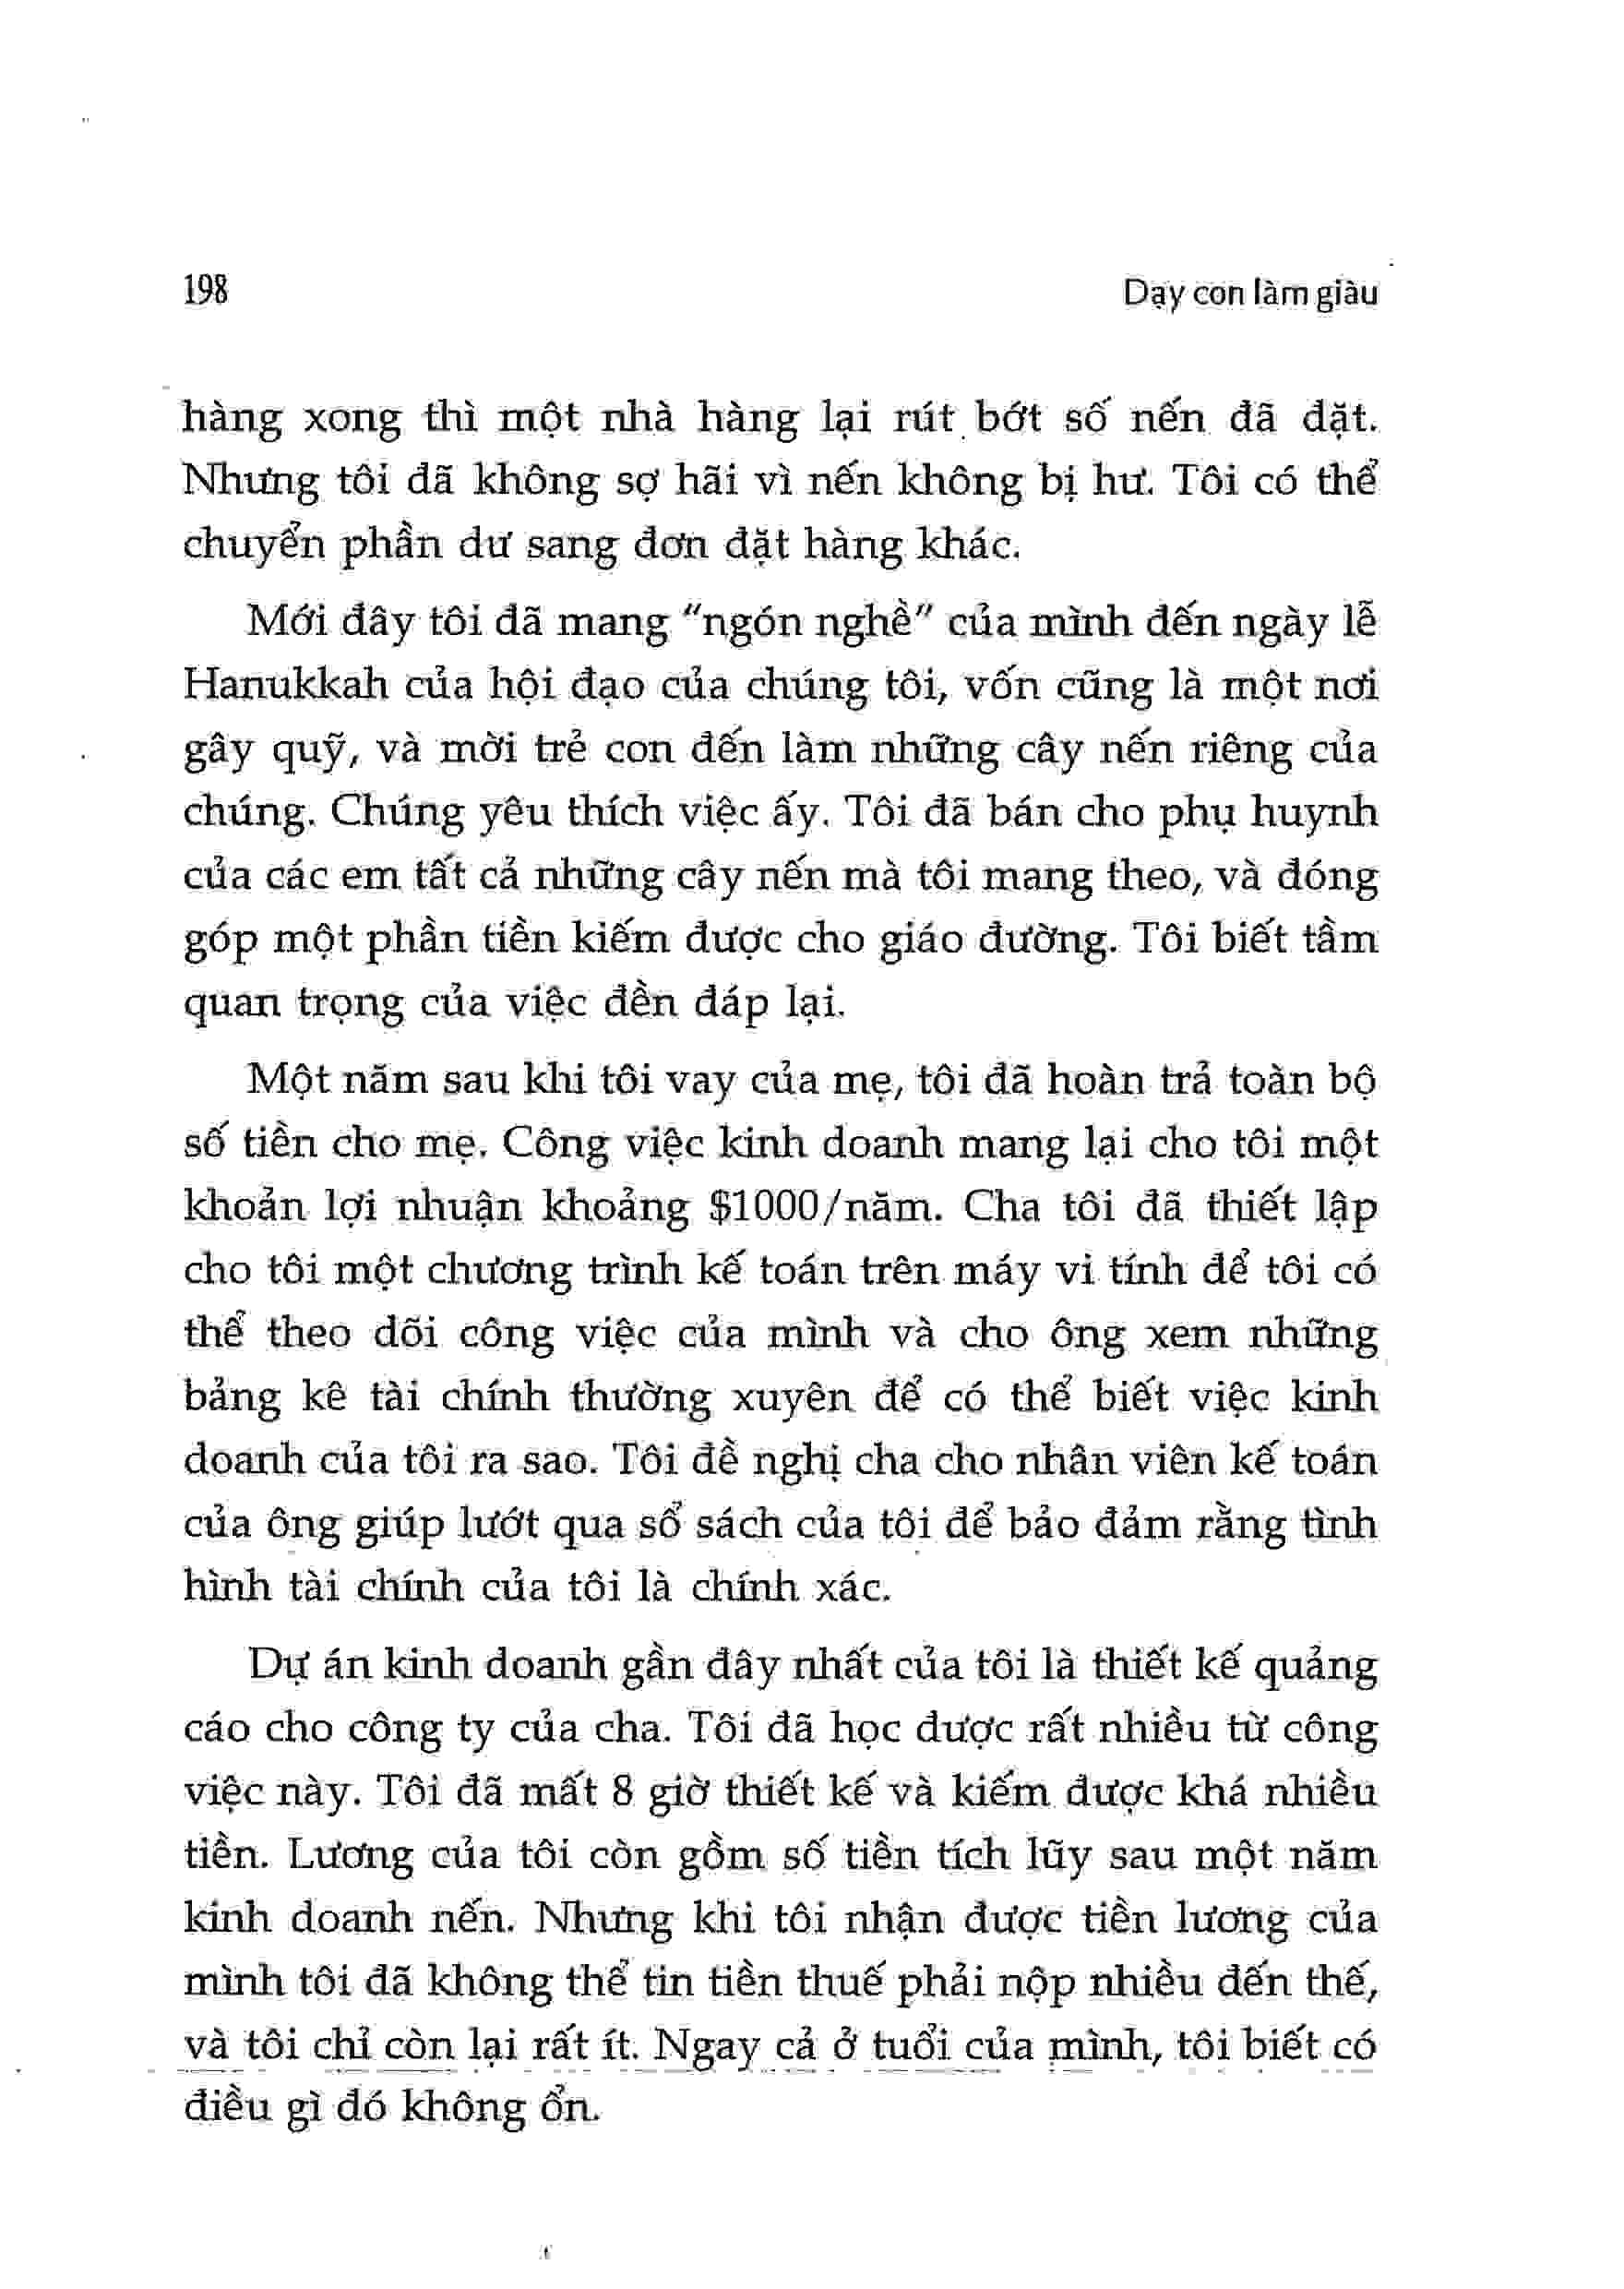 198
Dạy con làm giàu
hàng xong thì một nhà hàng lại rút bớt số nến đã đặt.
Nhưng tôi đã không sợ hãi vì nến không bị hư. Tôi có thể
chuyển phần dư sang đơn đặt hàng khác.
Mới đây tôi đã mang “ngón nghề” của mình đến ngày lễ
Hanukkah của hội đạo của chúng tôi, vốn cũng là một nơi
gây quỹ, và mời trẻ con đến làm những cây nến riêng của
chúng. Chúng yêu thích việc ấy. Tôi đã bán cho phụ huynh
của các em tất cả những cây nến mà tôi mang theo, và đóng
góp một phần tiền kiếm được cho giáo đường. Tôi biết tầm
quan trọng của việc đền đáp lại.
Một năm sau khi tôi vay của mẹ, tôi đã hoàn trả toàn bộ
số tiền cho mẹ. Công việc kinh doanh mang lại cho tôi một
khoản lợi nhuận khoảng $1000/năm. Cha tôi đã thiết lập
cho tôi một chương trình kế toán trên máy vi tính để tôi có
thể theo dõi công việc của mình và cho ông xem những
bảng kê tài chính thường xuyên để có thể biết việc kinh
doanh của tôi ra sao. Tôi đề nghị cha cho nhân viên kế toán
của ông giúp lướt qua sổ sách của tôi để bảo đảm rằng tình
hình tài chính của tôi là chính xác.
Dự án kinh doanh gần đây nhất của tôi là thiết kế quảng
cáo cho công ty của cha. Tôi đã học được rất nhiều từ công
việc này. Tôi đã mất 8 giờ thiết kế và kiếm được khá nhiều
tiền. Lương của tôi còn gồm số tiền tích lũy sau một năm
kinh doanh nến. Nhưng khi tôi nhận được tiền lương của
mình tôi đã không thể tin tiền thuế phải nộp nhiều đến thế,
và tôi chỉ còn lại rất ít. Ngay cả ở tuổi của mình, tôi biết có
điều gì đó không ổn.